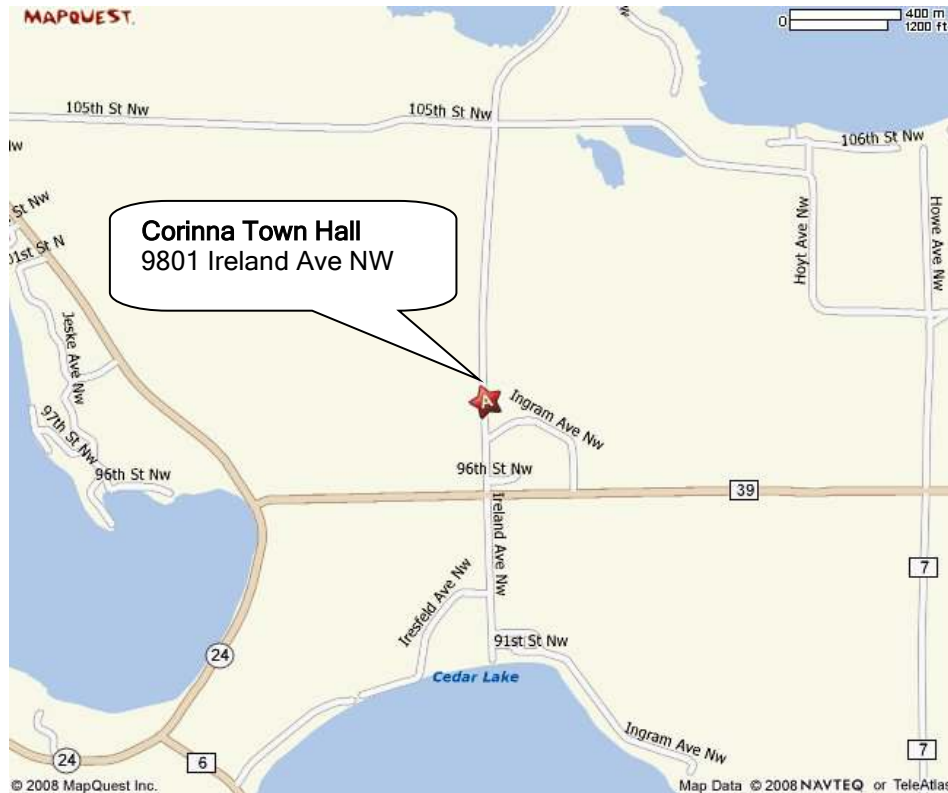 MAPQUEST.
0
400 m
1200 ft
105th St Nw
105th St Nw
106th St Nw
w
w
St Nw
01st St N
Corinna Town Hall
9801 Ireland Ave NW
Hoyt Ave Nw
Howe Ave Nw
Jeske Ave Nw
A
Ingram Ave Nw
97th St Nw
96th St Nw
96th St Nw
39
Ireland Ave Nw
7
Iresfeld Ave Nw
91st St Nw
24
Cedar Lake
Ingram Ave Nw
24
6
7
© 2008 MapQuest Inc.
Map Data © 2008 NAVTEQ or TeleAtlas